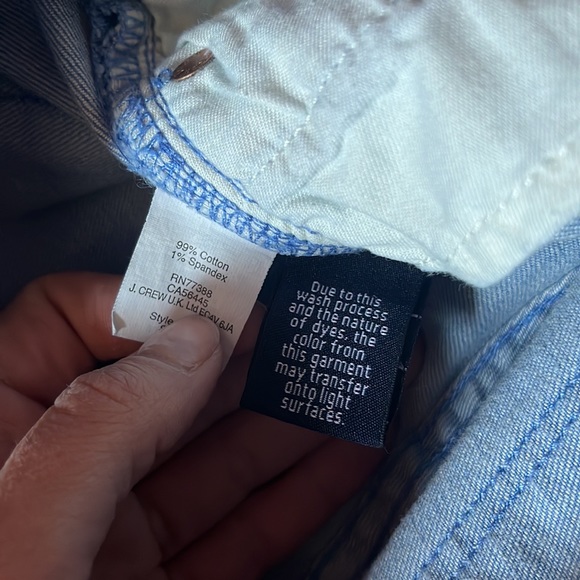 99% Cotton
1% Spandex
RN77388
CA56445
J. CREW U.K. Ltd EC4V 6JA
Style
Due to this
wash process
and the nature
of dyes, the
color from
this garment
may transfer
onto light
surfaces.